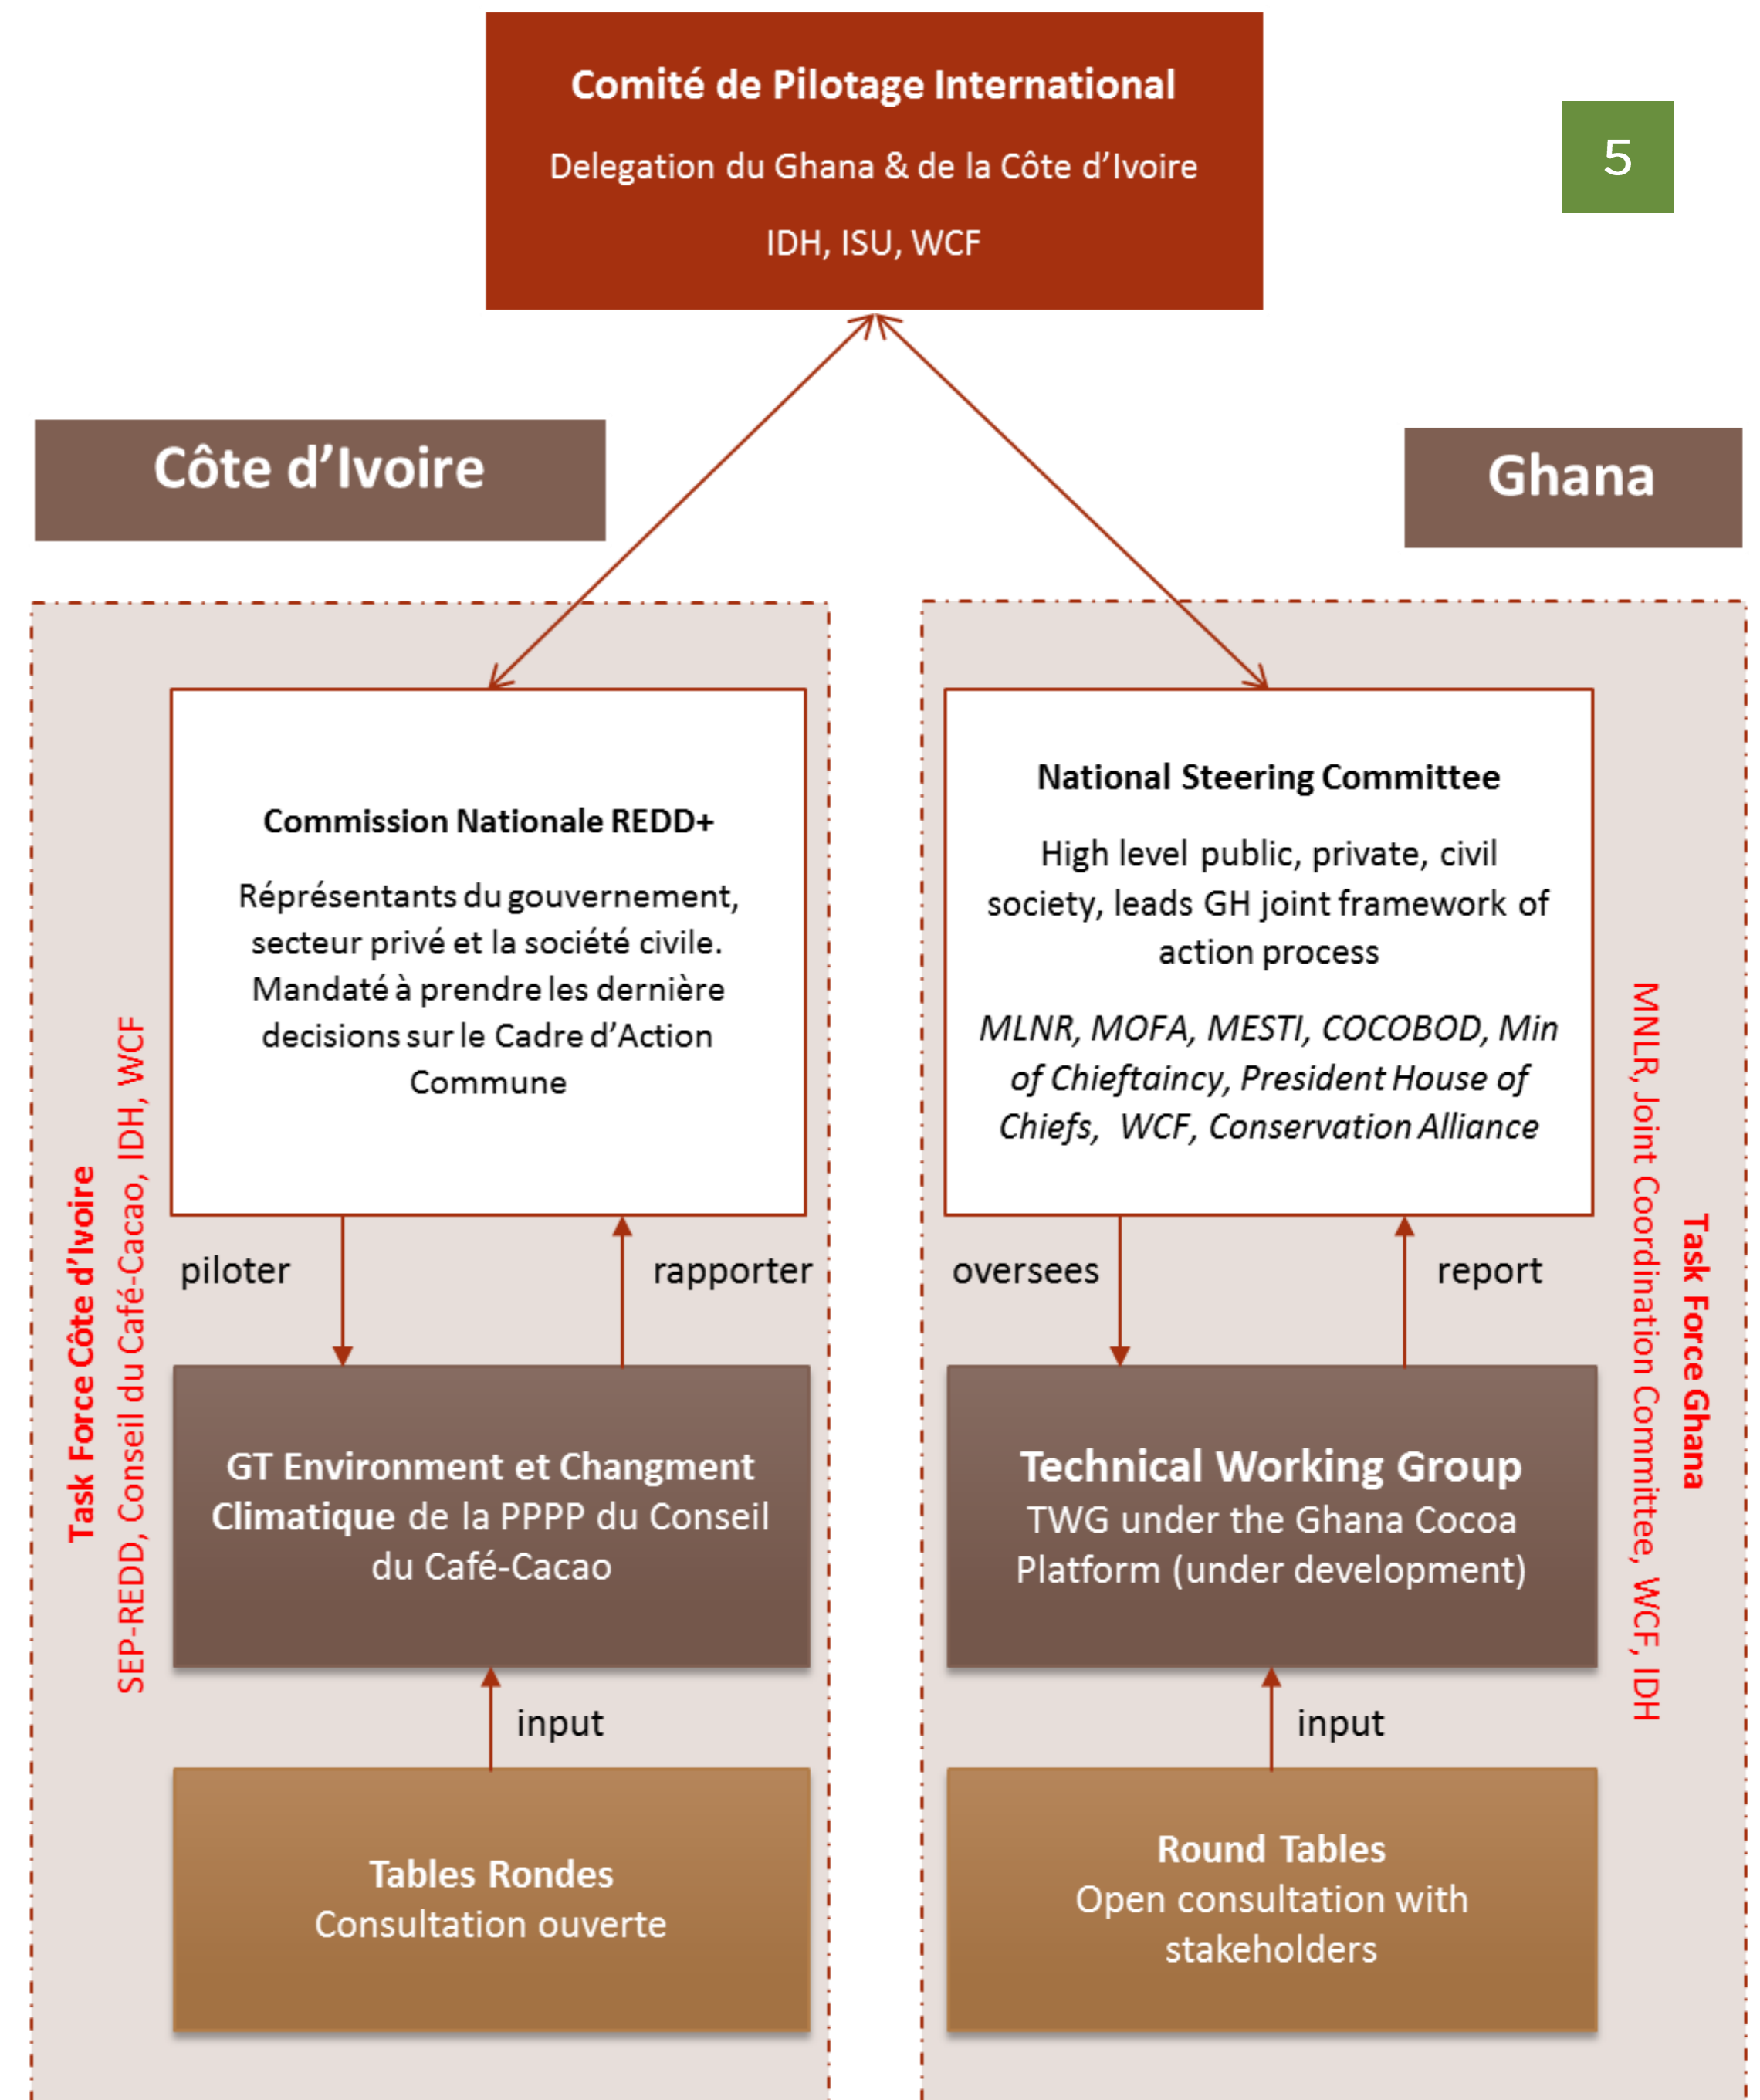 Comité de Pilotage International
Delegation du Ghana & de la Côte d'Ivoire
IDH, ISU, WCF
5
Côte d'Ivoire
Ghana
Task Force Côte d'Ivoire
SEP-REDD, Conseil du Café-Cacao, IDH, WCF
Commission Nationale REDD+
Réprésentants du gouvernement,
secteur privé et la société civile.
Mandaté à prendre les dernière
decisions sur le Cadre d'Action
Commune
piloter
rapporter
GT Environment et Changment
Climatique de la PPPP du Conseil
du Café-Cacao
input
Tables Rondes
Consultation ouverte
National Steering Committee
High level public, private, civil
society, leads GH joint framework of
action process
MLNR, MOFA, MESTI, COCOBOD, Min
of Chieftaincy, President House of
Chiefs, WCF, Conservation Alliance
oversees
report
Technical Working Group
TWG under the Ghana Cocoa
Platform (under development)
input
Round Tables
Open consultation with
stakeholders
Task Force Ghana
MNLR, Joint Coordination Committee, WCF, IDH